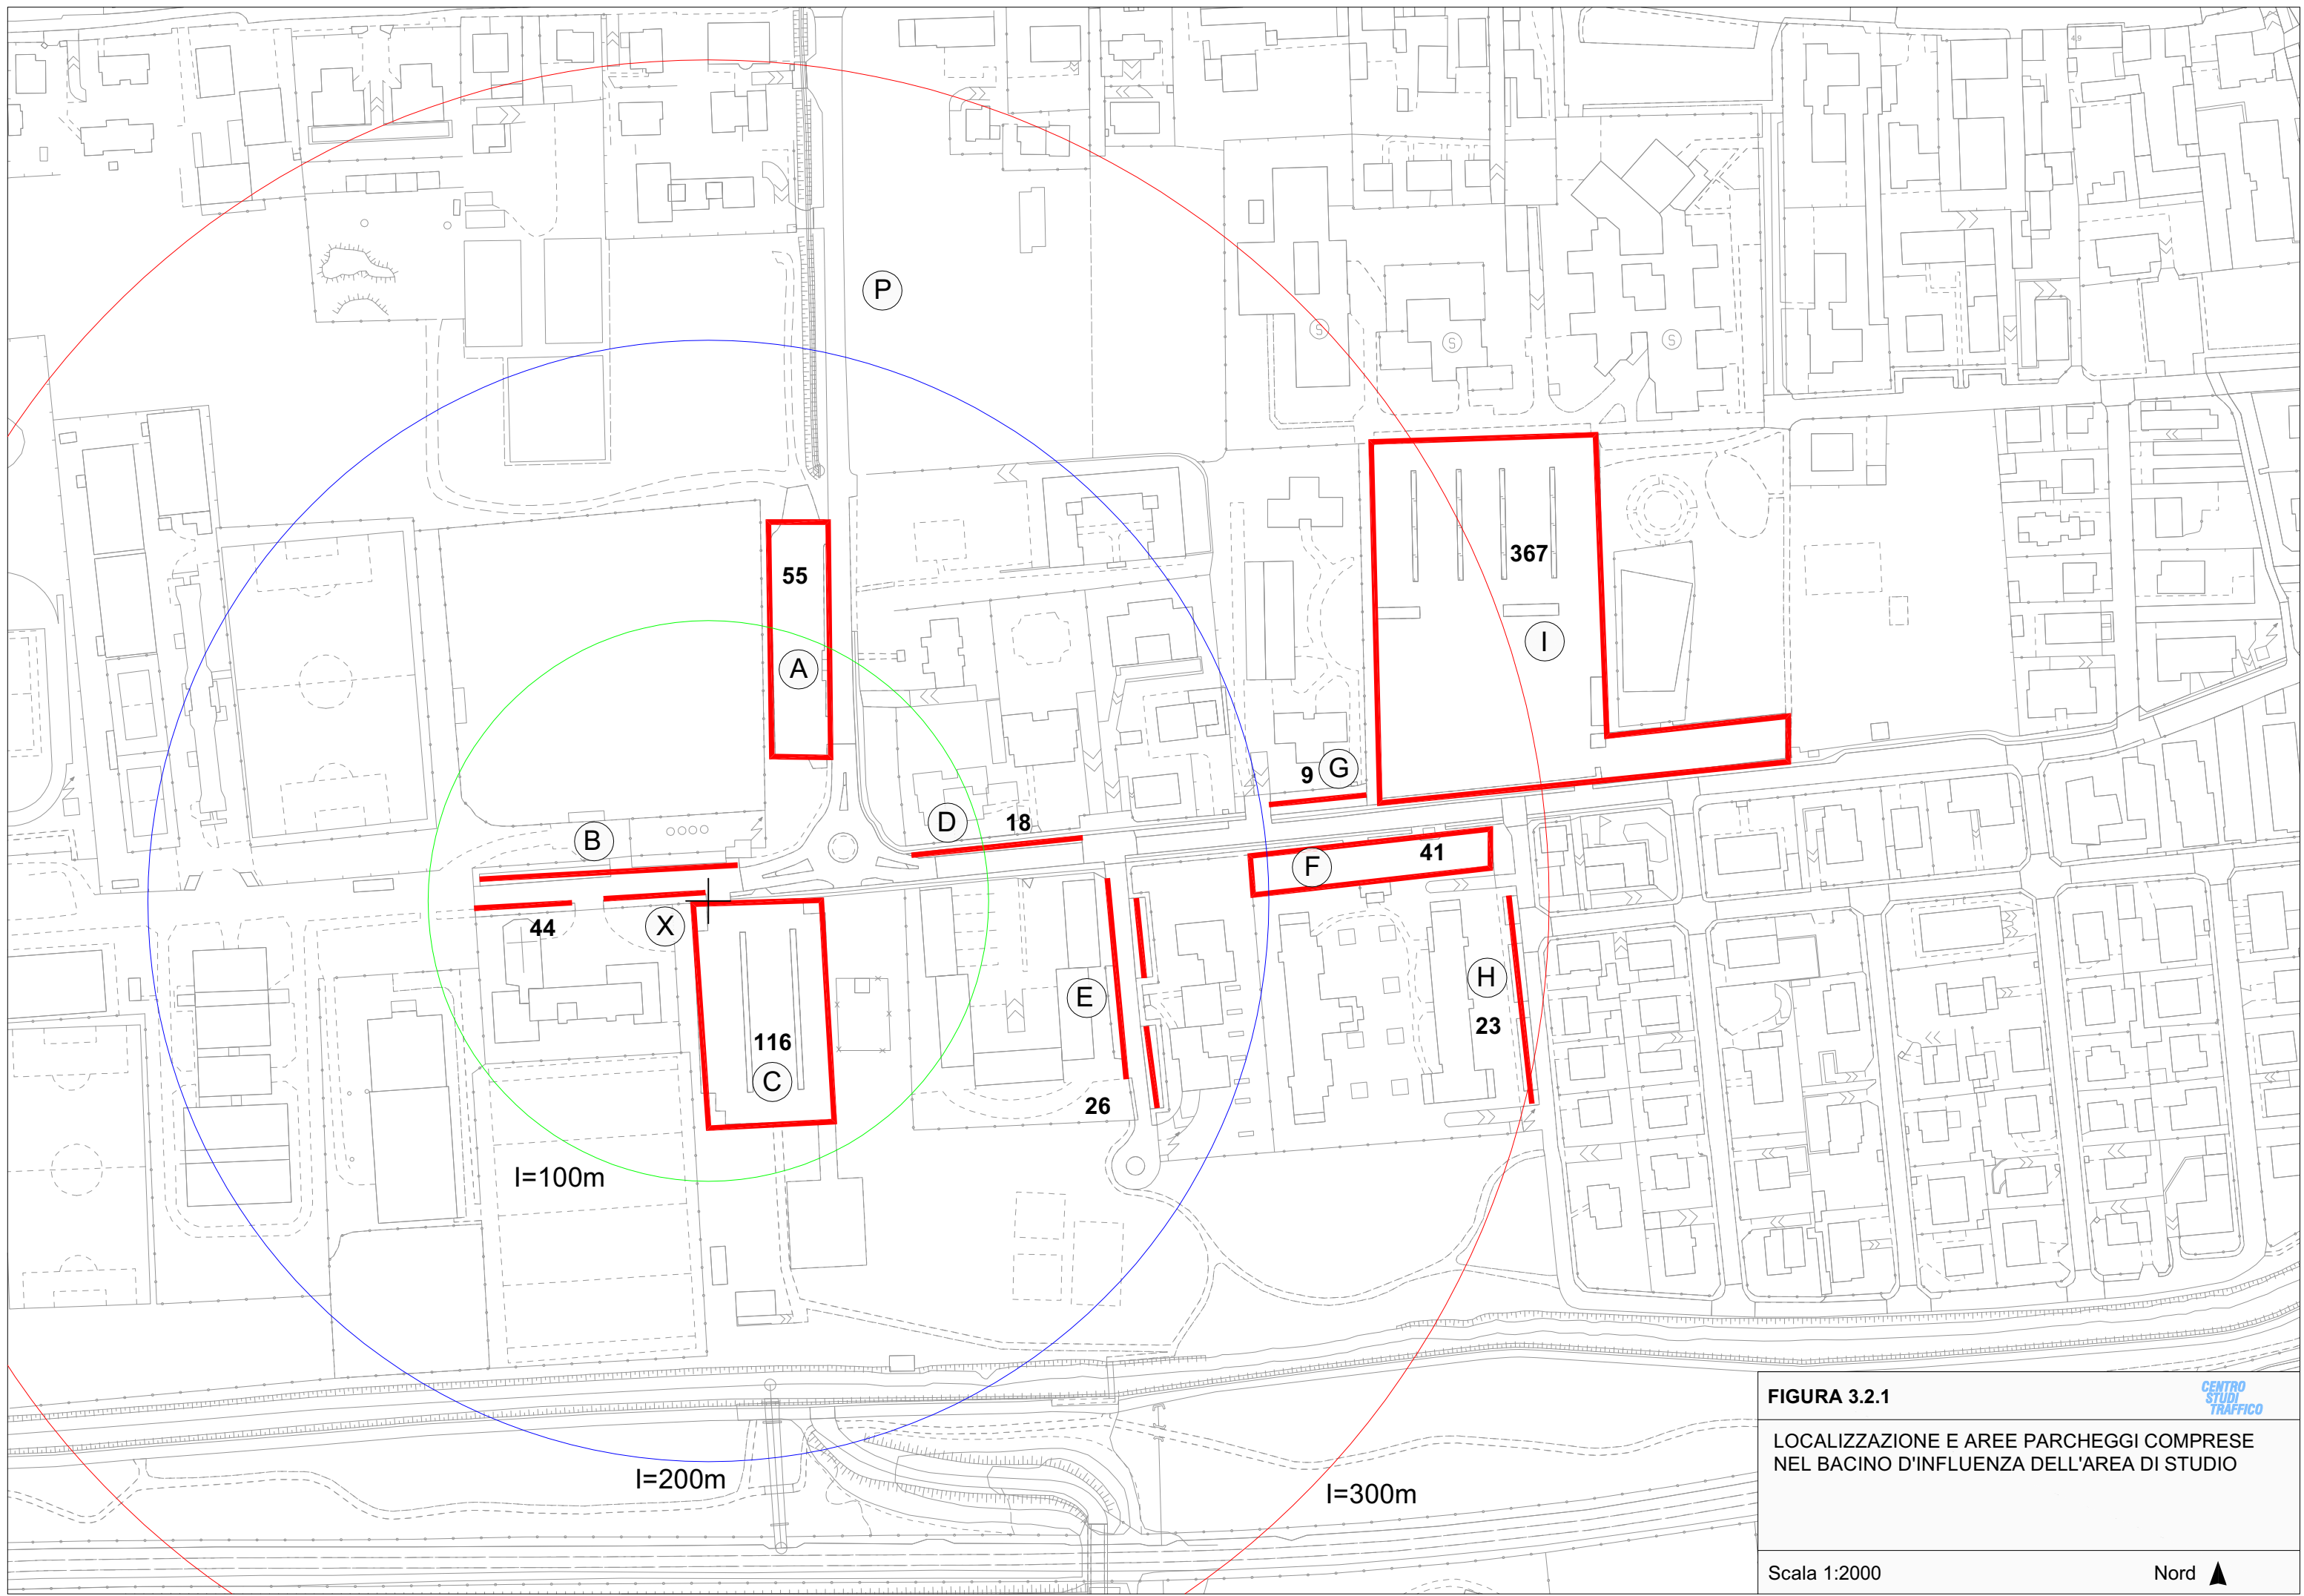 49
P
S
S
S
55
367
I
A
9
G
D
18
B
F
41
44
X
H
E
23
116
C
26
l=100m
l=200m
l=300m
FIGURA 3.2.1
CENTRO
STUDI
TRAFFICO
LOCALIZZAZIONE E AREE PARCHEGGI COMPRESE
NEL BACINO D'INFLUENZA DELL'AREA DI STUDIO
Scala 1:2000
Nord